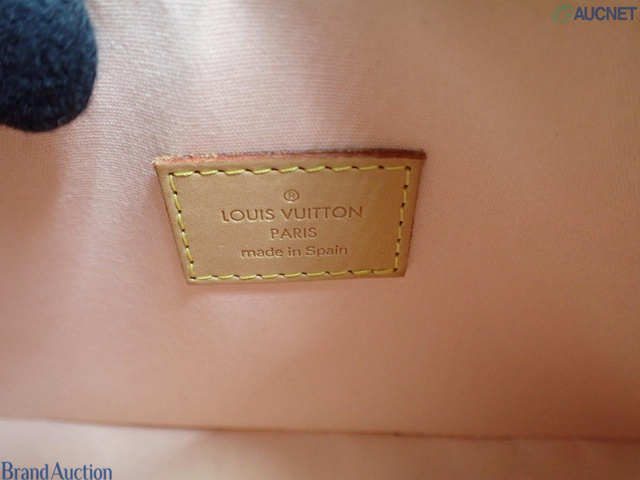 AUCNET
®
LOUIS VUITTON
PARIS
made in Spain
Brand Auction